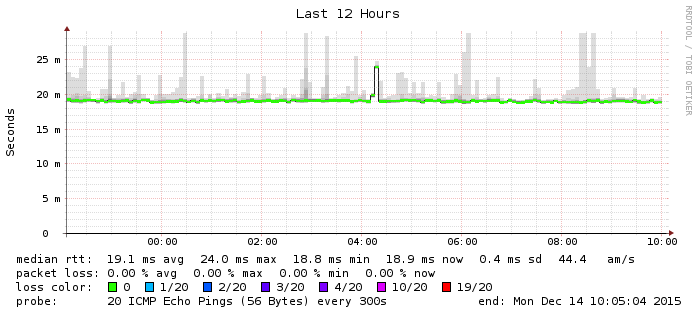 Last 12 Hours
RRDTOOL / TOBI OETIKER
Seconds
25 m
20 m
15 m
10 m
5 m
0
00:00 02:00 04:00 06:00 08:00 10:00
median rtt: 19.1 ms avg 24.0 ms max 18.8 ms min 18.9 ms now 0.4 ms sd 44.4 am/s
packet loss: 0.00 % avg 0.00 % max 0.00 % min 0.00 % now
loss color: 0 1/20 2/20 3/20 4/20 10/20 19/20
probe: 20 ICMP Echo Pings (56 Bytes) every 300s end: Mon Dec 14 10:05:04 2015